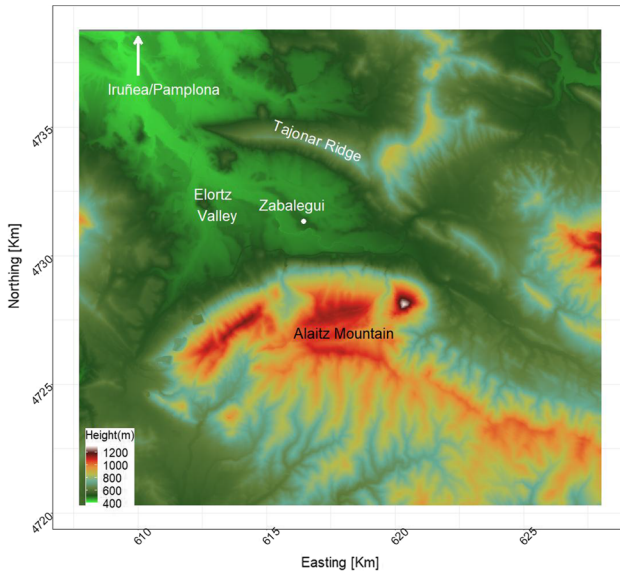 Iruñea/Pamplona
4735
Tajonar Ridge
Elortz
Valley
Zabalegui
Northing [Km]
4730
Alaitz Mountain
4725
Height(m)
1200
1000
800
600
400
4720
610
615
620
625
Easting [Km]